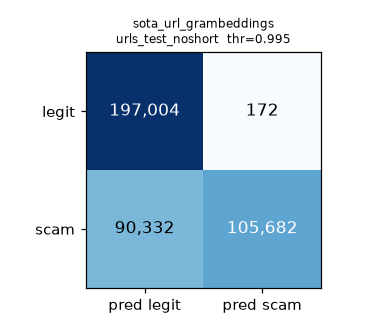 sota_url_grambeddings
urls_test_noshort  thr=0.995
legit
197,004
172
scam
90,332
105,682
pred legit
pred scam